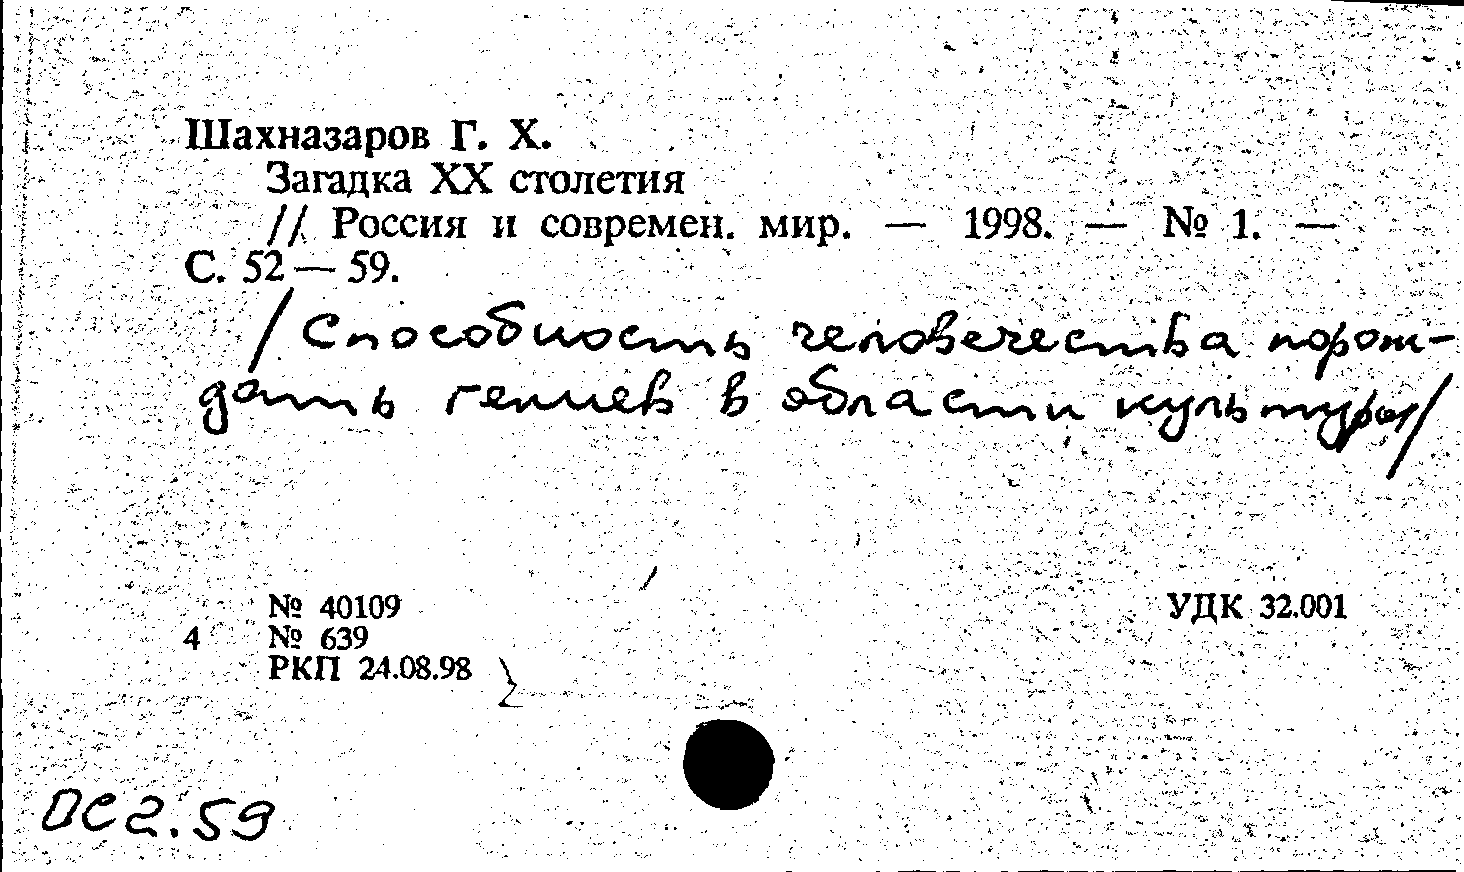 Шахназаров Г. Х.
Загадка XX столетия
// Россия и современ. мир. — 1998. — № 1. —
С. 52 — 59.
/ Способность человечества порож-
дать гениев в области культуры /
№ 40109
УДК 32.001
4 № 639
РКП 24.08.98
ОС2.59